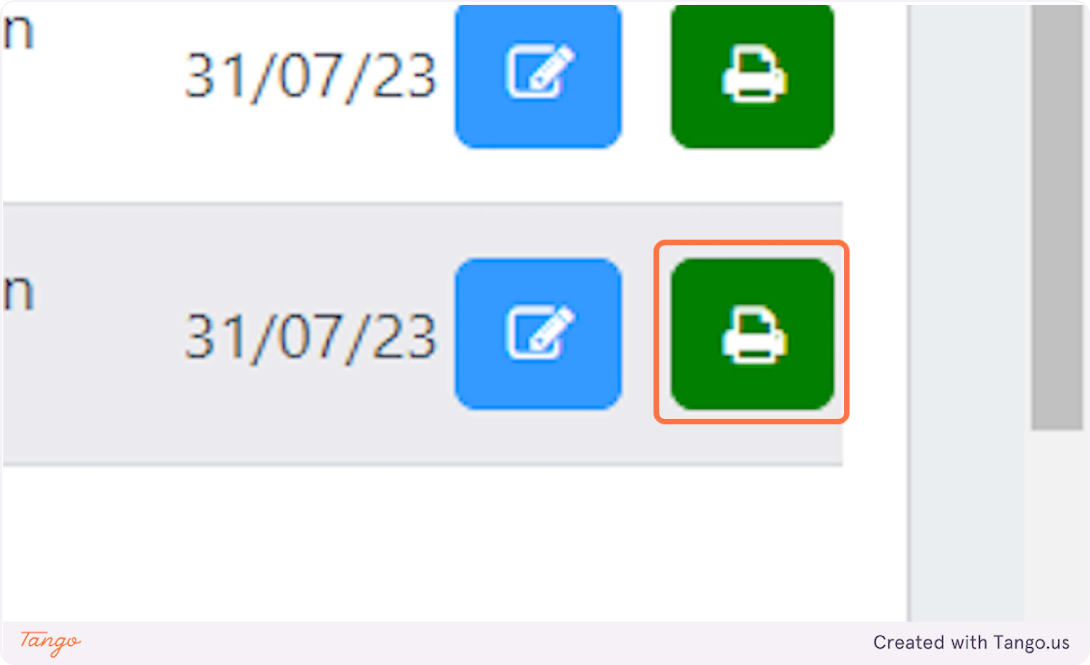 n
31/07/23
n
31/07/23
Tango
Created with Tango.us